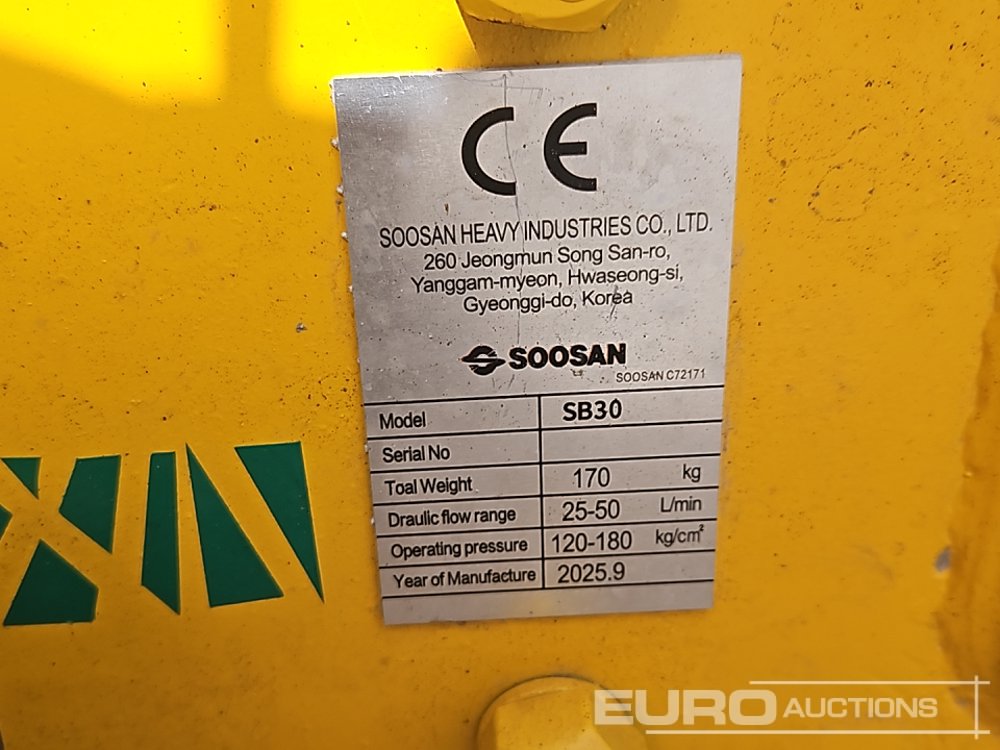 CE
SOOSAN HEAVY INDUSTRIES CO., LTD.
260 Jeongmun Song San-ro,
Yanggam-myeon, Hwaseong-si,
Gyeonggi-do, Korea
SOOSAN
SOOSAN C72171
Model SB30
Serial No
Toal Weight 170 kg
Draulic flow range 25-50 L/min
Operating pressure 120-180 kg/cm²
Year of Manufacture 2025.9
EURO AUCTIONS